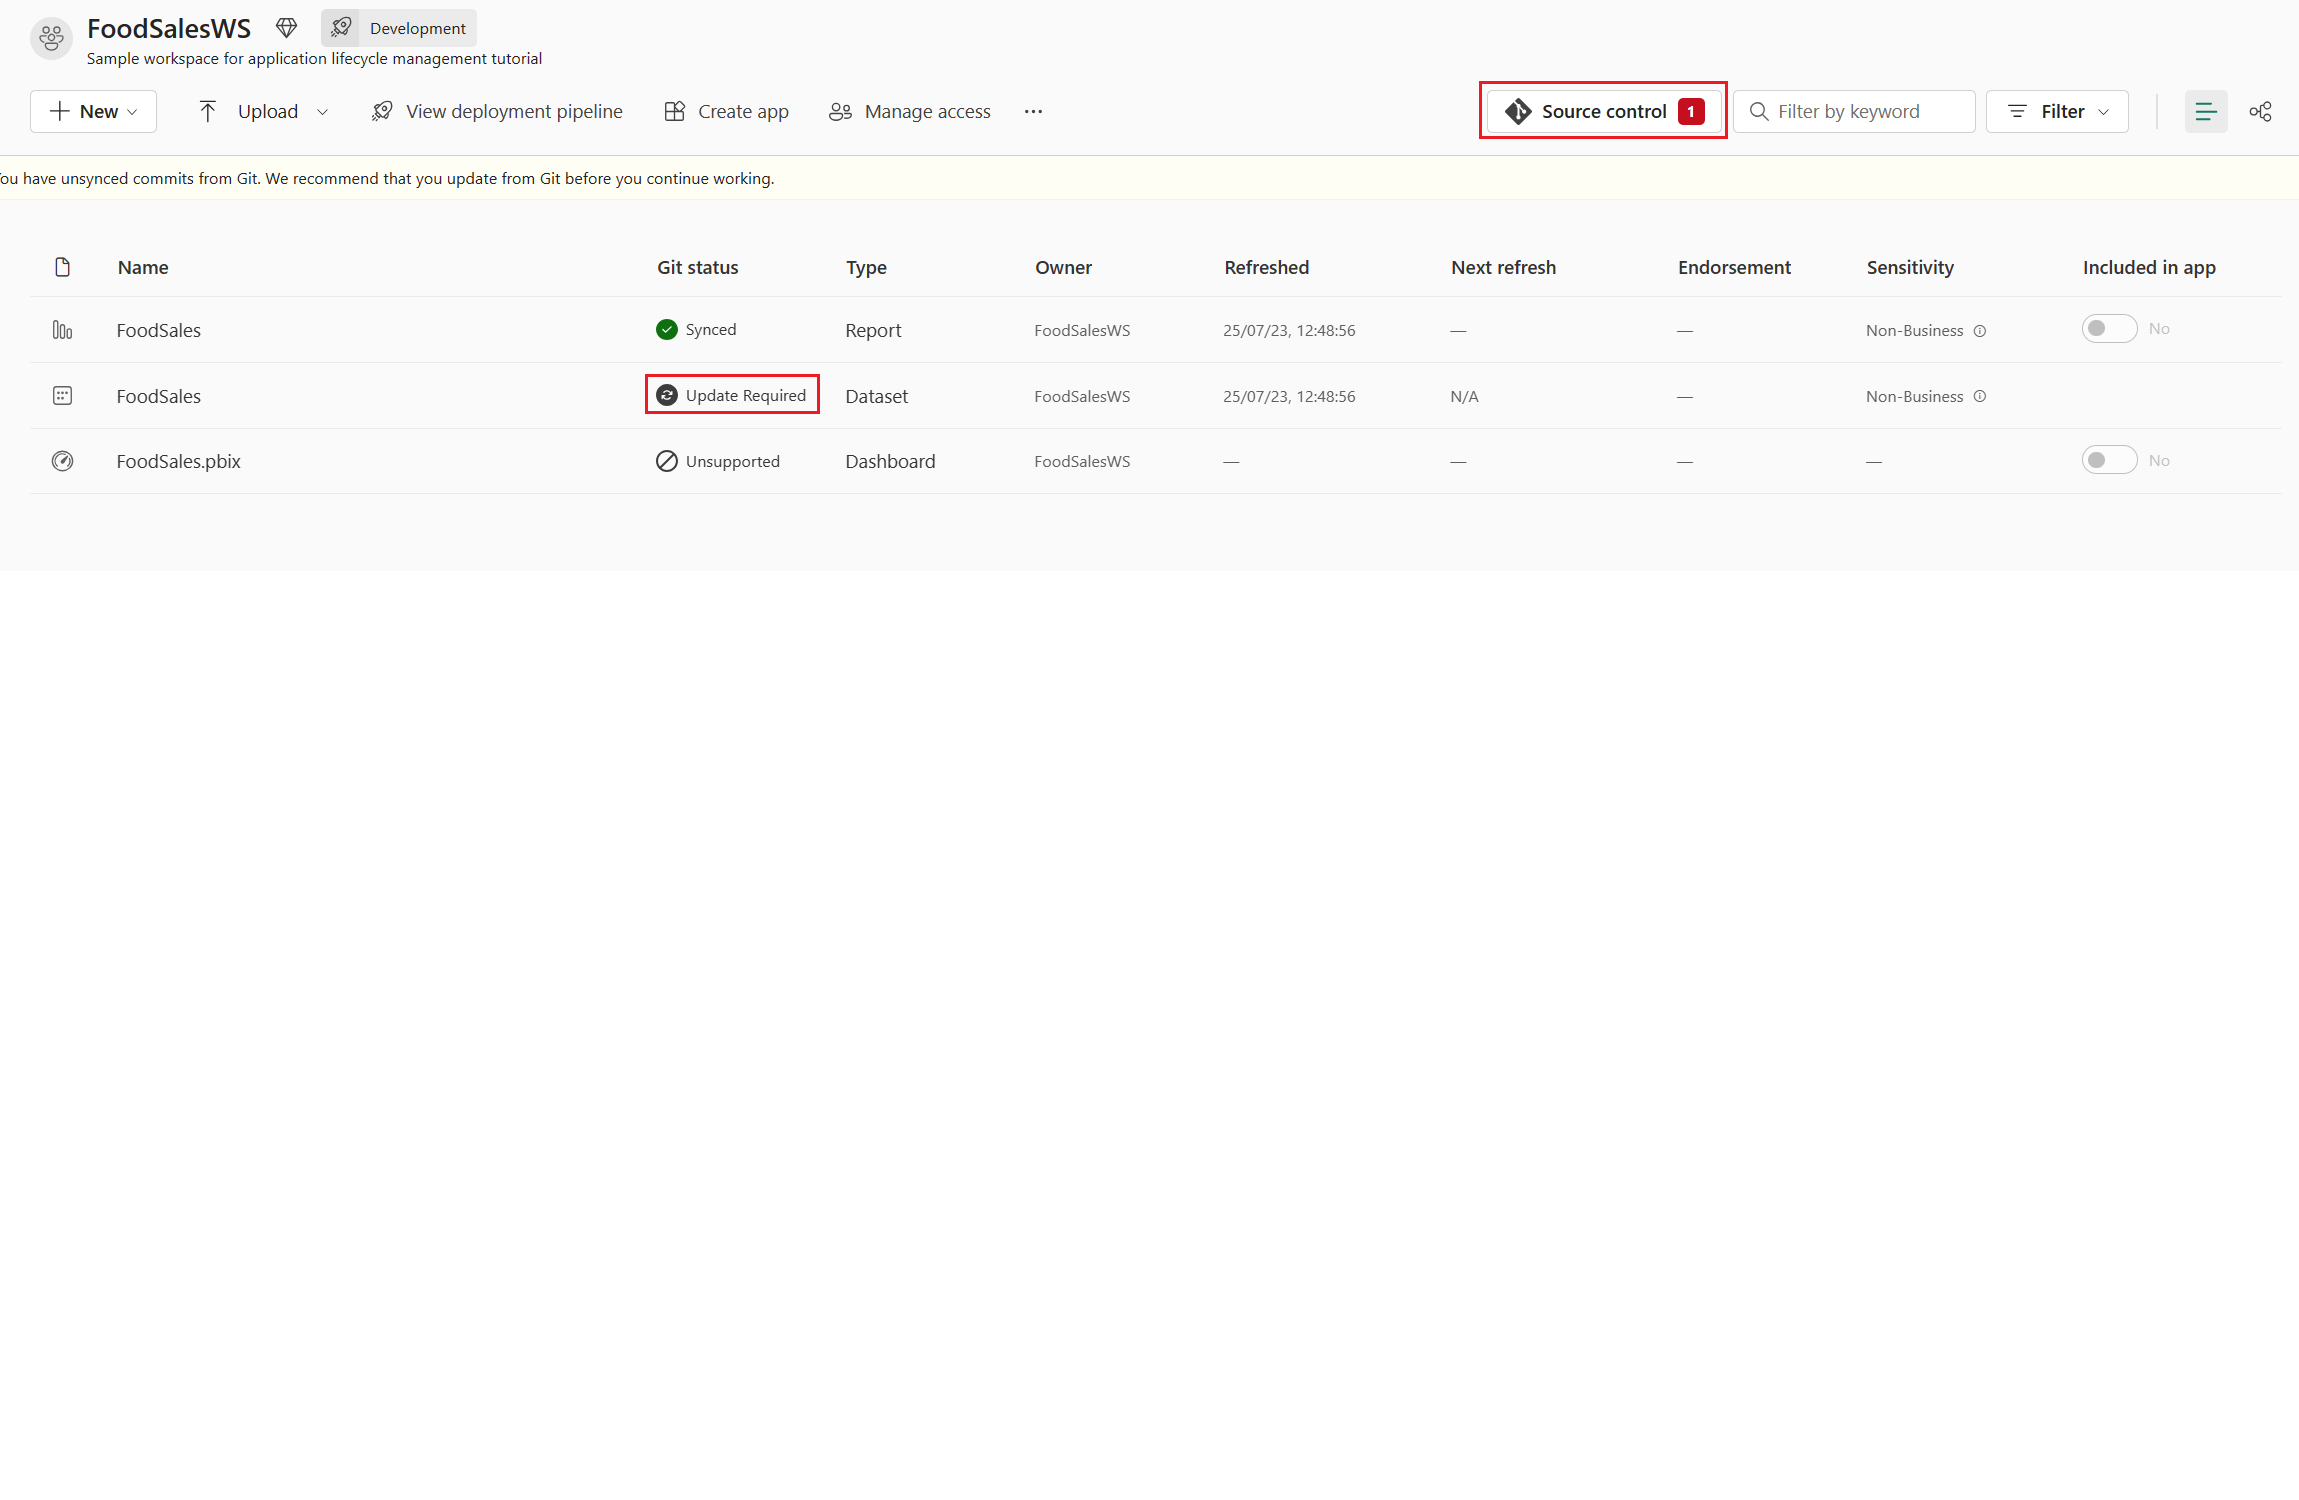 FoodSalesWS Development
Sample workspace for application lifecycle management tutorial
New Upload View deployment pipeline Create app Manage access ... Source control 1 Filter by keyword Filter
ou have unsynced commits from Git. We recommend that you update from Git before you continue working.
Name Git status Type Owner Refreshed Next refresh Endorsement Sensitivity Included in app
FoodSales Synced Report FoodSalesWS 25/07/23, 12:48:56 — — Non-Business No
FoodSales Update Required Dataset FoodSalesWS 25/07/23, 12:48:56 N/A — Non-Business
FoodSales.pbix Unsupported Dashboard FoodSalesWS — — — — No